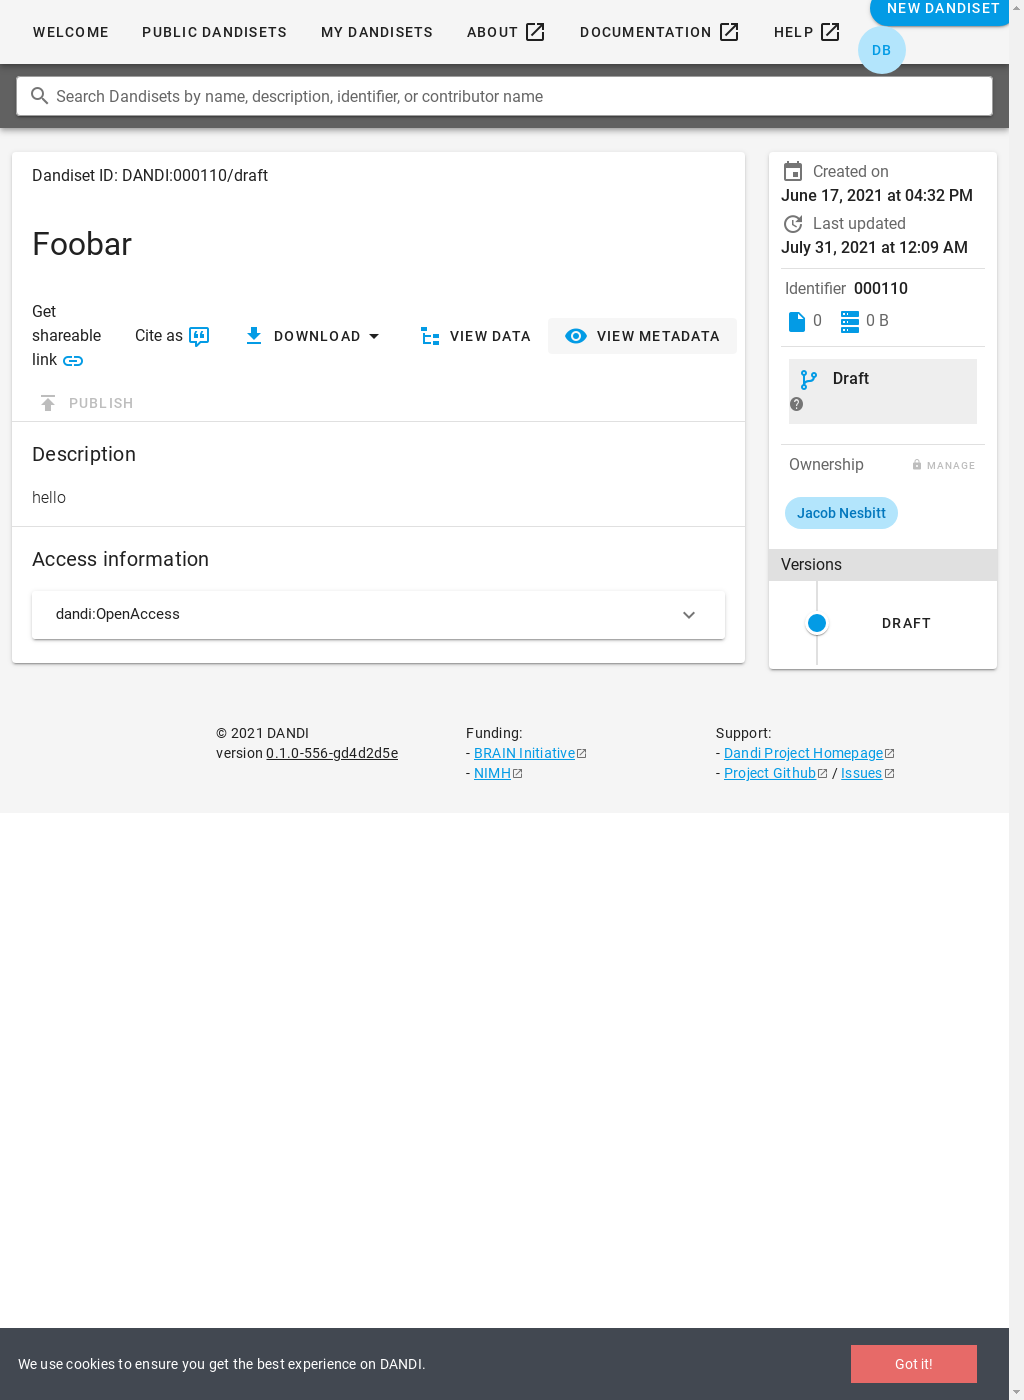 WELCOME PUBLIC DANDISETS MY DANDISETS ABOUT DOCUMENTATION HELP NEW DANDISET
DB
Search Dandisets by name, description, identifier, or contributor name
Dandiset ID: DANDI:000110/draft
Foobar
Get
shareable
link
Cite as
DOWNLOAD
VIEW DATA
VIEW METADATA
PUBLISH
Description
hello
Access information
dandi:OpenAccess
Created on
June 17, 2021 at 04:32 PM
Last updated
July 31, 2021 at 12:09 AM
Identifier 000110
0 0 B
Draft
Ownership MANAGE
Jacob Nesbitt
Versions
DRAFT
© 2021 DANDI
version 0.1.0-556-gd4d2d5e
Funding:
- BRAIN Initiative
- NIMH
Support:
- Dandi Project Homepage
- Project Github / Issues
We use cookies to ensure you get the best experience on DANDI.
Got it!